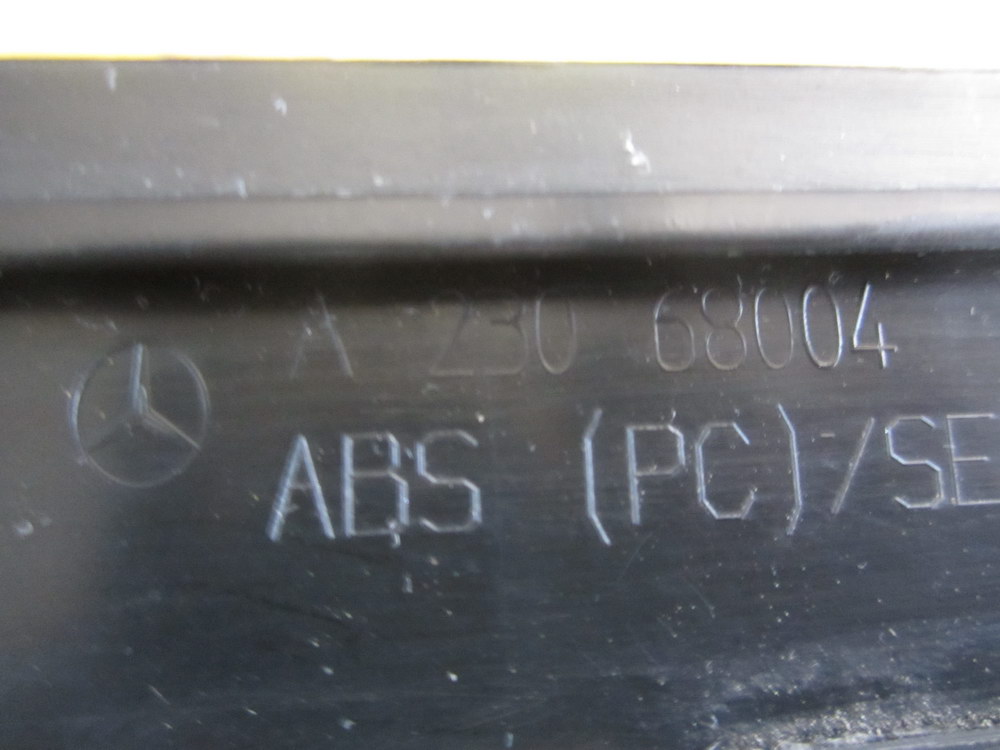 A 230 68004
ABS (PC)/SE